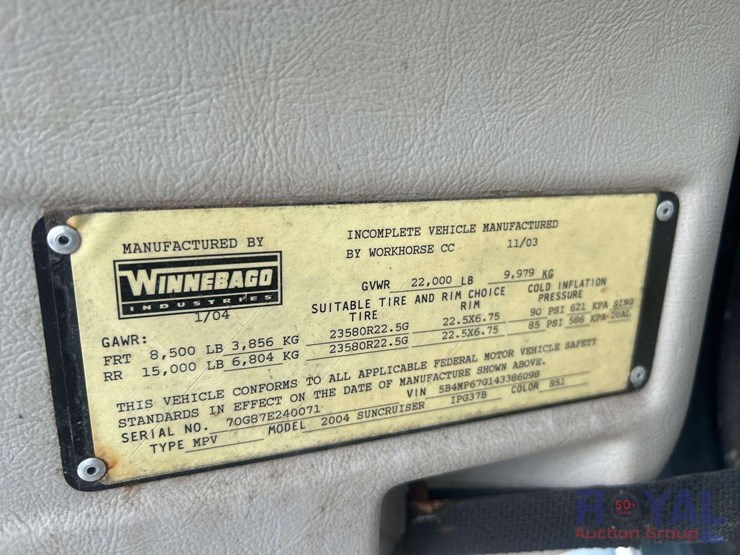 MANUFACTURED BY
WINNEBAGO
INDUSTRIES
1/04
INCOMPLETE VEHICLE MANUFACTURED
BY WORKHORSE CC 11/03
GVWR 22,000 LB 9,979 KG
SUITABLE TIRE AND RIM CHOICE
TIRE RIM
COLD INFLATION
PRESSURE
GAWR:
FRT 8,500 LB 3,856 KG 23580R22.5G 22.5X6.75 90 PSI 621 KPA SING
RR 15,000 LB 6,804 KG 23580R22.5G 22.5X6.75 85 PSI 586 KPA DUAL
THIS VEHICLE CONFORMS TO ALL APPLICABLE FEDERAL MOTOR VEHICLE SAFETY
STANDARDS IN EFFECT ON THE DATE OF MANUFACTURE SHOWN ABOVE.
SERIAL NO. 70G87E240071 VIN 5B4MP67G143386098
TYPE MPV MODEL 2004 SUNCRUISER IPG37B COLOR 851
50
ROYAL
Auction Group